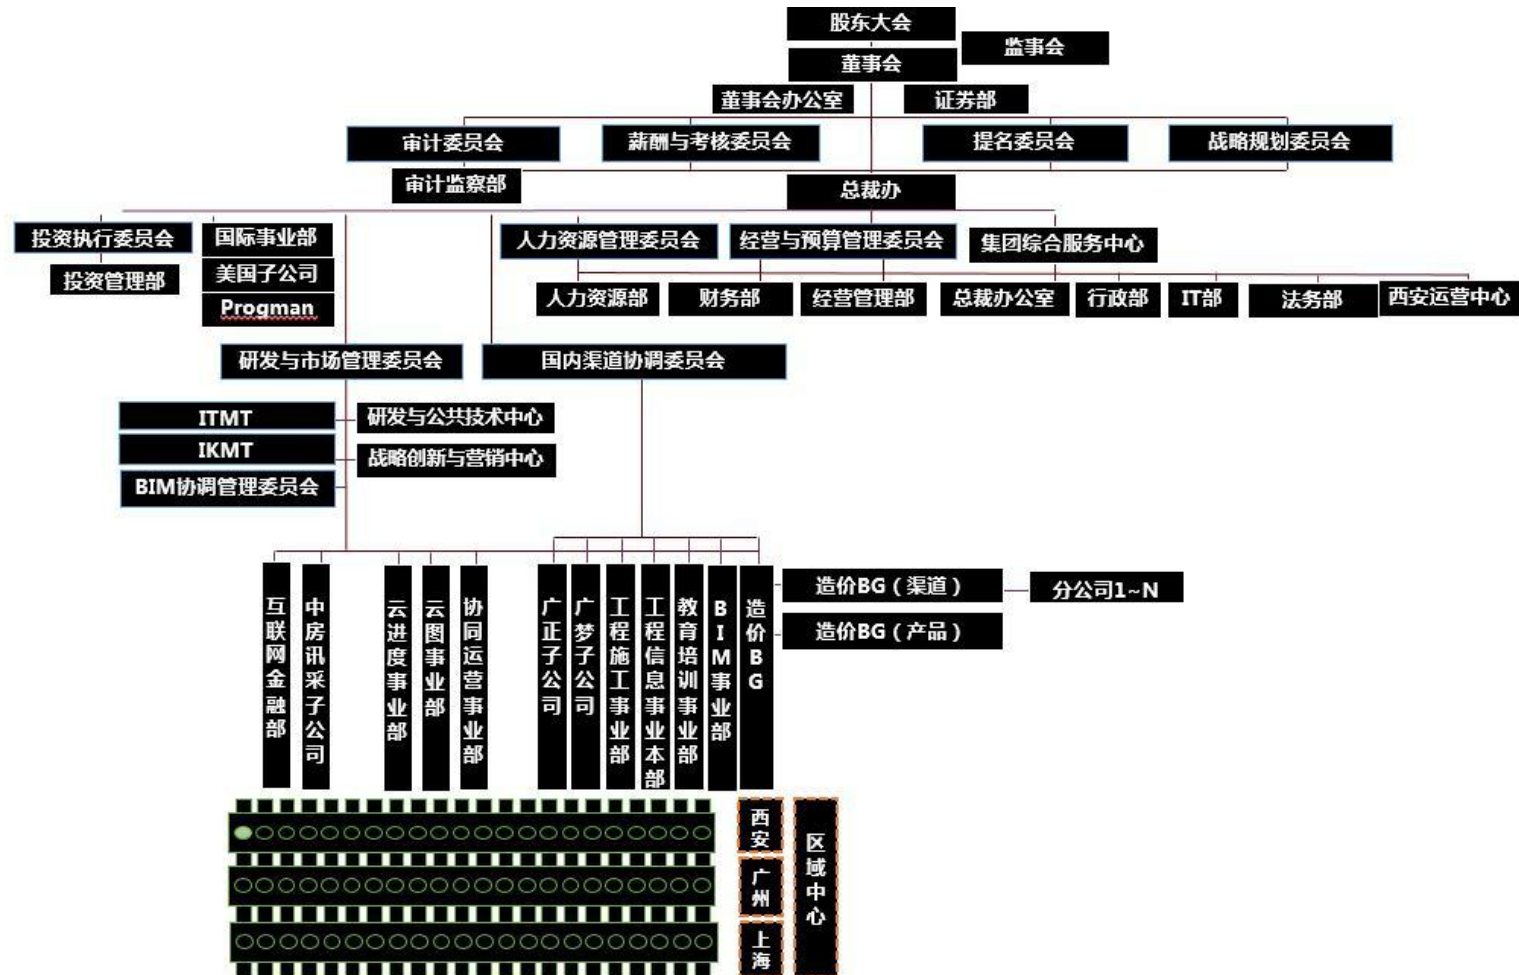 股东大会
监事会
董事会
董事会办公室
证券部
审计委员会
薪酬与考核委员会
提名委员会
战略规划委员会
审计监察部
总裁办
投资执行委员会
国际事业部
人力资源管理委员会
经营与预算管理委员会
集团综合服务中心
投资管理部
美国子公司
Progman
人力资源部
财务部
经营管理部
总裁办公室
行政部
IT部
法务部
西安运营中心
研发与市场管理委员会
国内渠道协调委员会
ITMT
研发与公共技术中心
IKMT
战略创新与营销中心
BIM协调管理委员会
互联网金融部
中房讯采子公司
云进度事业部
云图事业部
协同运营事业部
广正子公司
广梦子公司
工程施工事业部
工程信息事业本部
教育培训事业部
BIM事业部
造价BG
造价BG（渠道）
分公司1~N
造价BG（产品）
西安
广州
上海
区域中心